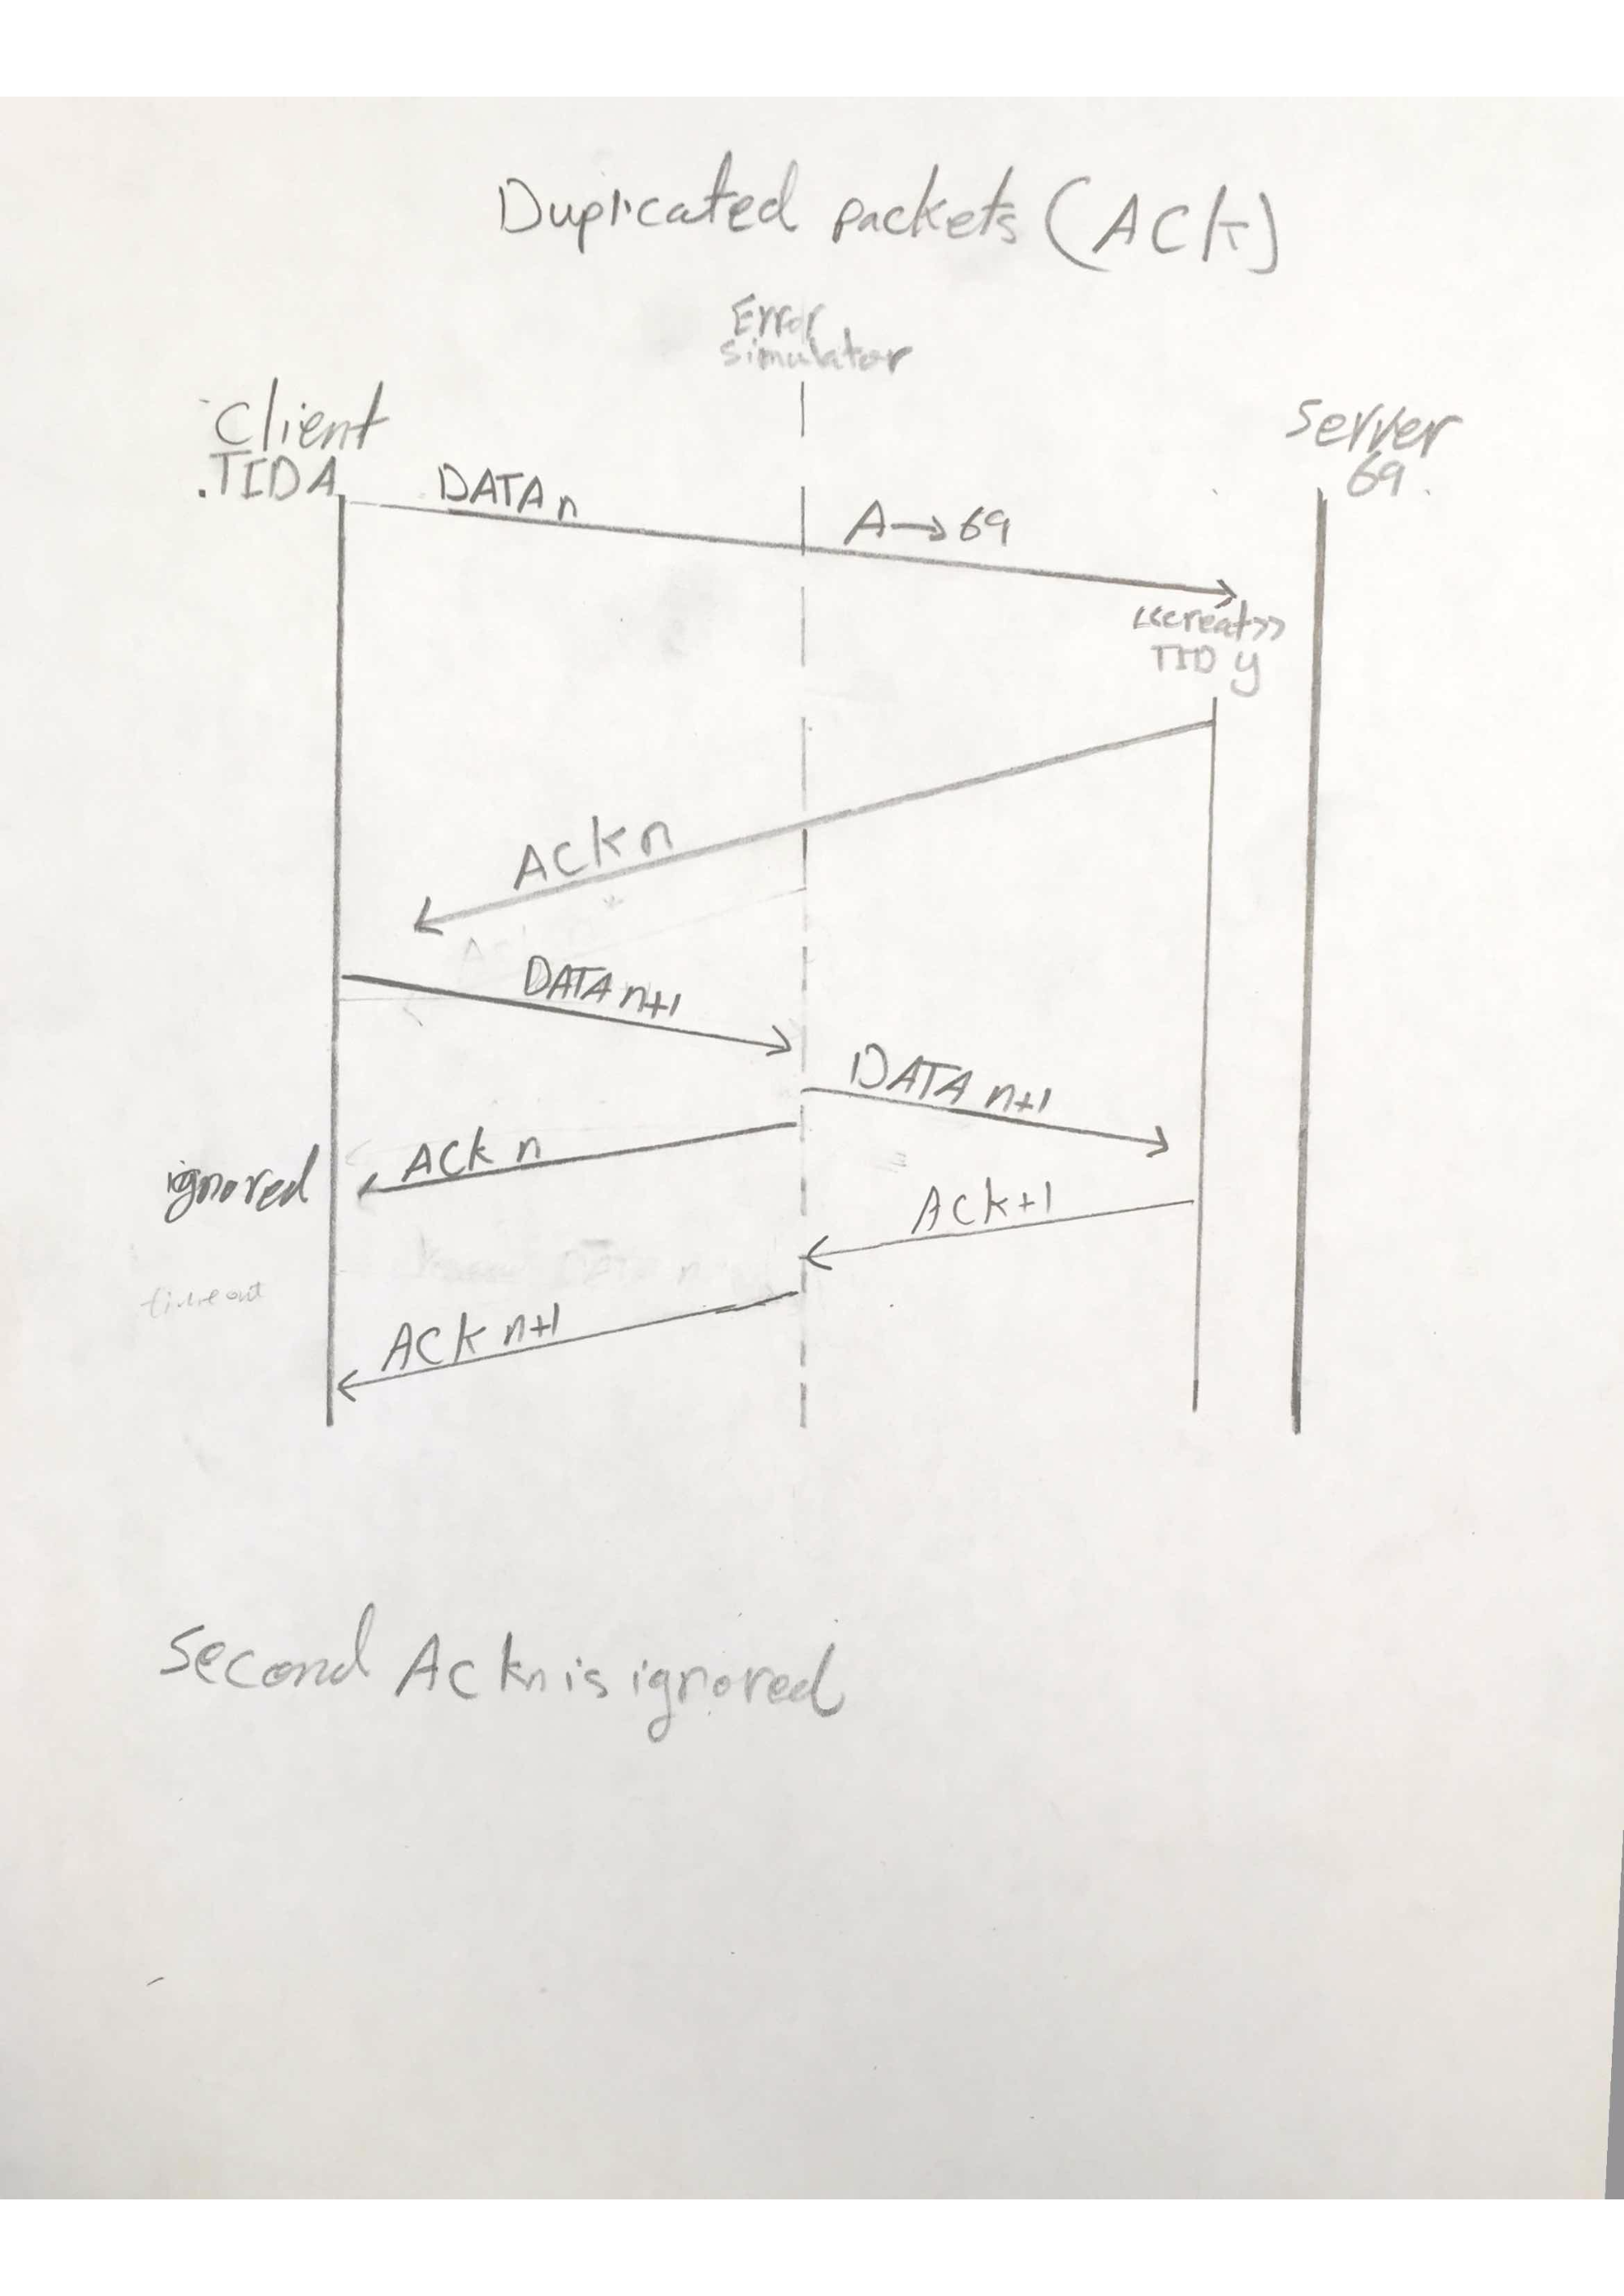 Duplicated packets (ACK)
Error
simulator
Client
.TID A
server
69.
DATA n
A→69
<<creat>>
TID y
ACK n
DATA n+1
DATA n+1
ACK n
ignored
ACK+1
timeout
ACK n+1
Second ACK n is ignored